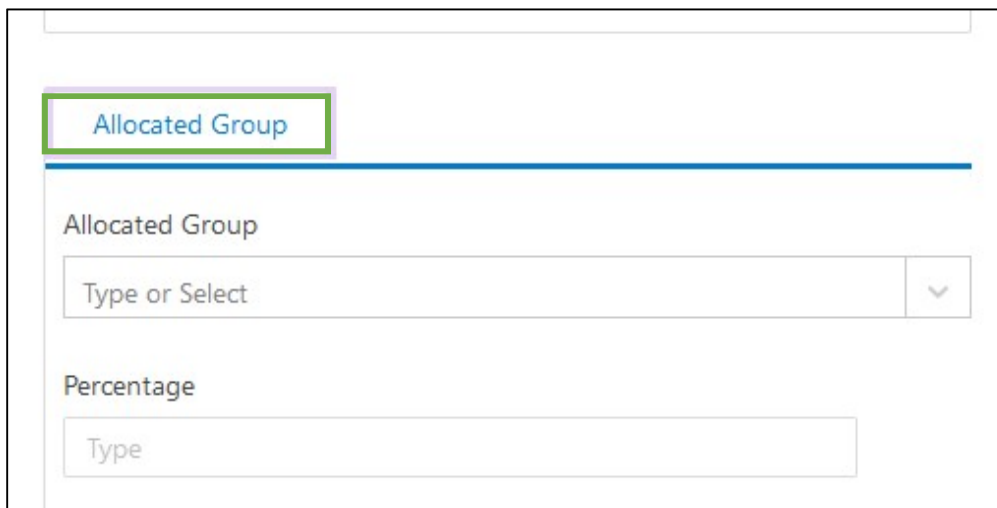 Allocated Group
Allocated Group
Type or Select
Percentage
Type